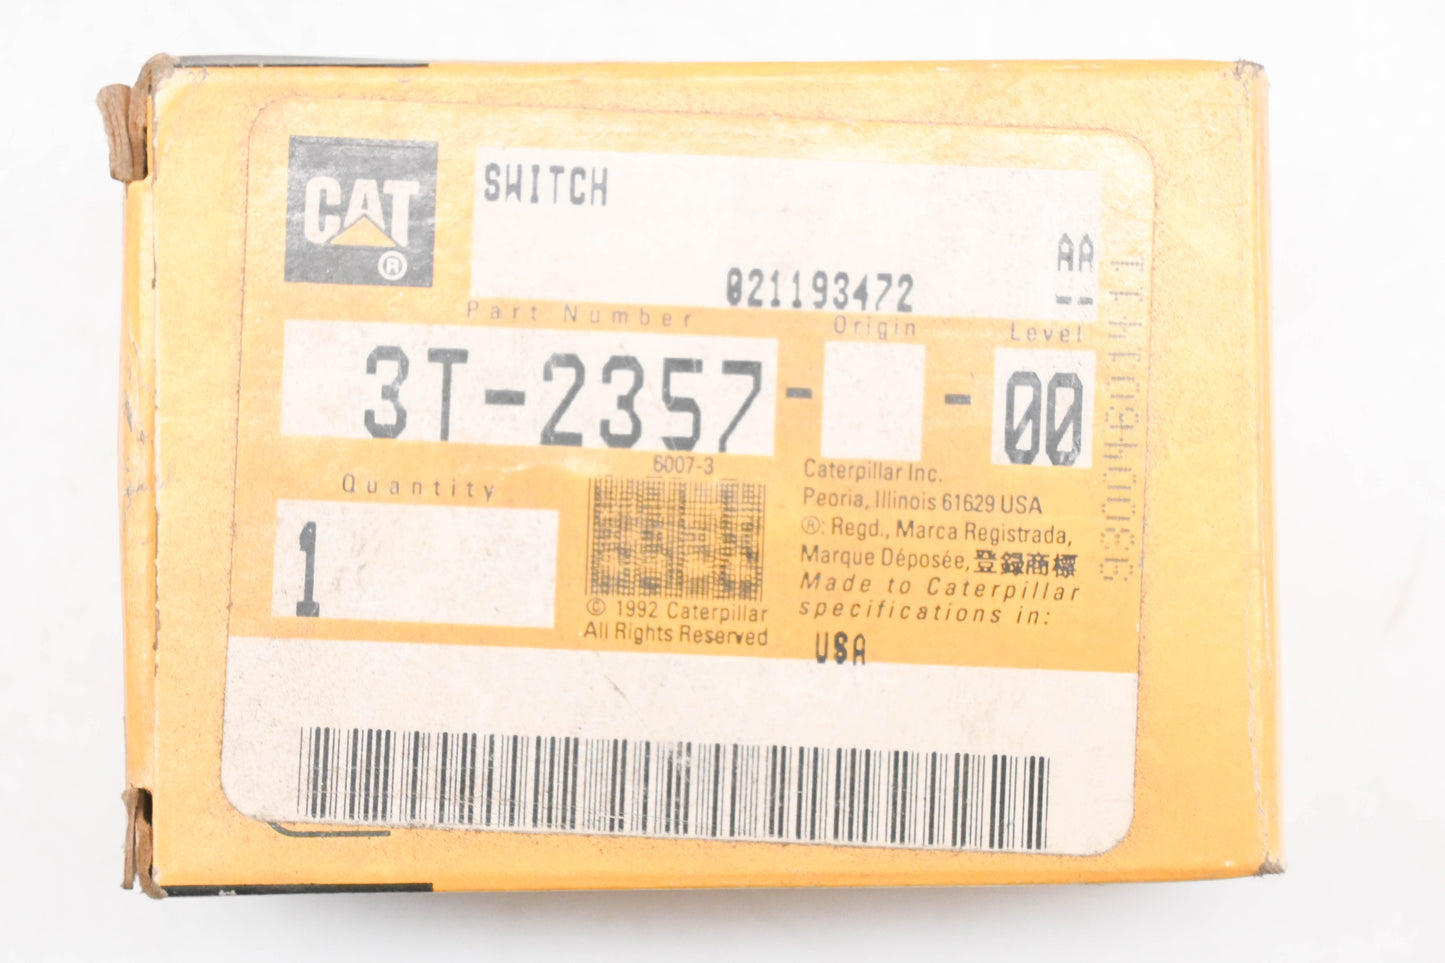 CAT
®
SWITCH
AA
021193472
--
Part Number
Origin
Level
3T-2357- -00
Quantity
1
6007-3
© 1992 Caterpillar
All Rights Reserved
Caterpillar Inc.
Peoria, Illinois 61629 USA
®: Regd., Marca Registrada,
Marque Déposée, 登録商標
Made to Caterpillar
specifications in:
USA